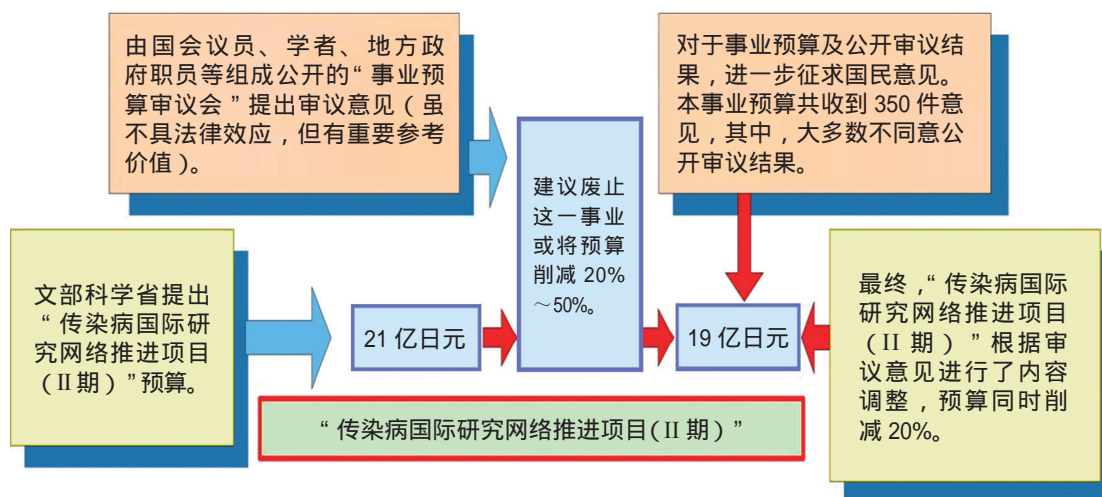 由国会议员、学者、地方政
府职员等组成公开的“事业预
算审议会”提出审议意见（虽
不具法律效应，但有重要参考
价值）。
对于事业预算及公开审议结
果，进一步征求国民意见。
本事业预算共收到 350 件意
见，其中，大多数不同意公
开审议结果。
建议废止
这一事业
或将预算
削减 20%
～50%。
文部科学省提出
“传染病国际研
究网络推进项目
（II 期）”预算。
21 亿日元
19 亿日元
最终，“传染病国际
研究网络推进项目
（II 期）”根据审
议意见进行了内容
调整，预算同时削
减 20%。
“传染病国际研究网络推进项目（II 期）”